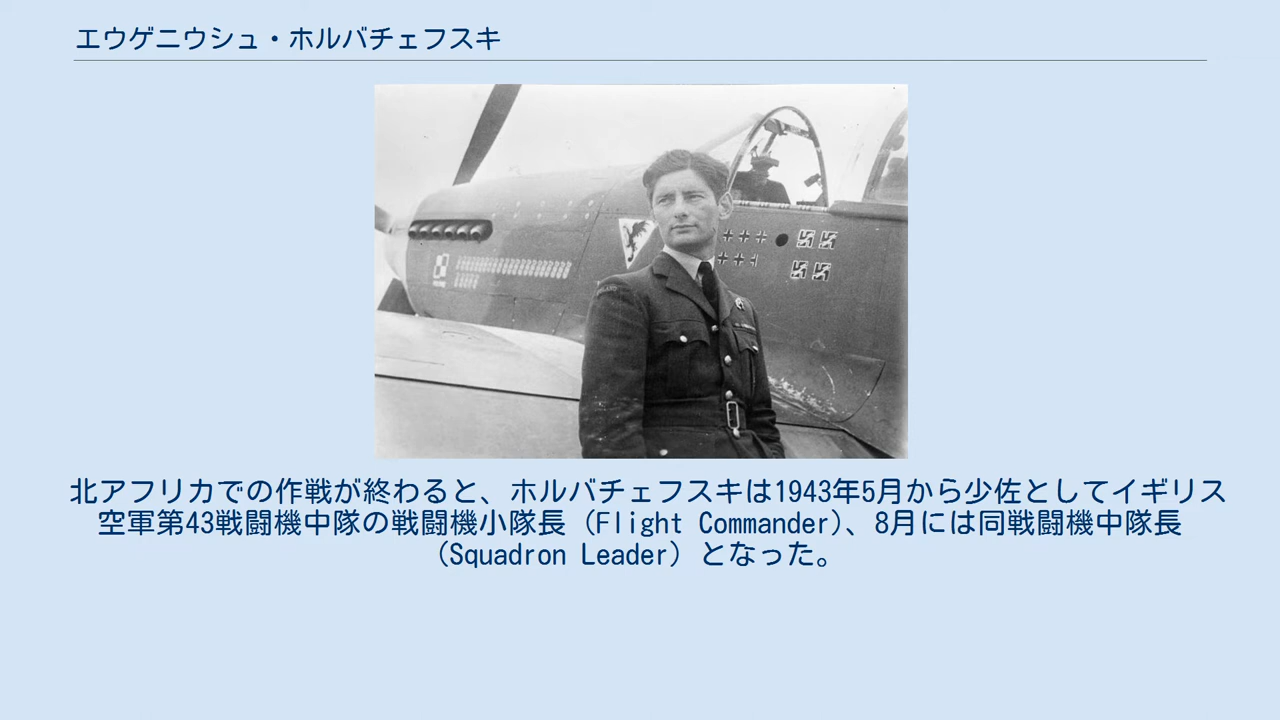 エウゲニウシュ・ホルバチェフスキ
北アフリカでの作戦が終わると、ホルバチェフスキは1943年5月から少佐としてイギリス
空軍第43戦闘機中隊の戦闘機小隊長（Flight Commander）、8月には同戦闘機中隊長
（Squadron Leader）となった。